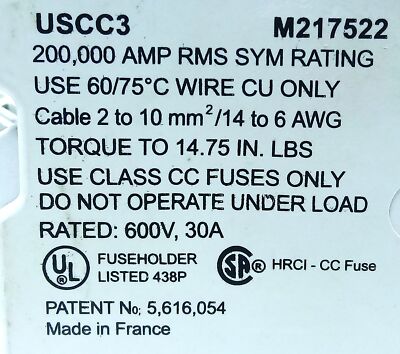 USCC3 M217522
200,000 AMP RMS SYM RATING
USE 60/75°C WIRE CU ONLY
Cable 2 to 10 mm²/14 to 6 AWG
TORQUE TO 14.75 IN. LBS
USE CLASS CC FUSES ONLY
DO NOT OPERATE UNDER LOAD
RATED: 600V, 30A
UL ® FUSEHOLDER LISTED 438P
SA ® HRCI - CC Fuse
PATENT No; 5,616,054
Made in France